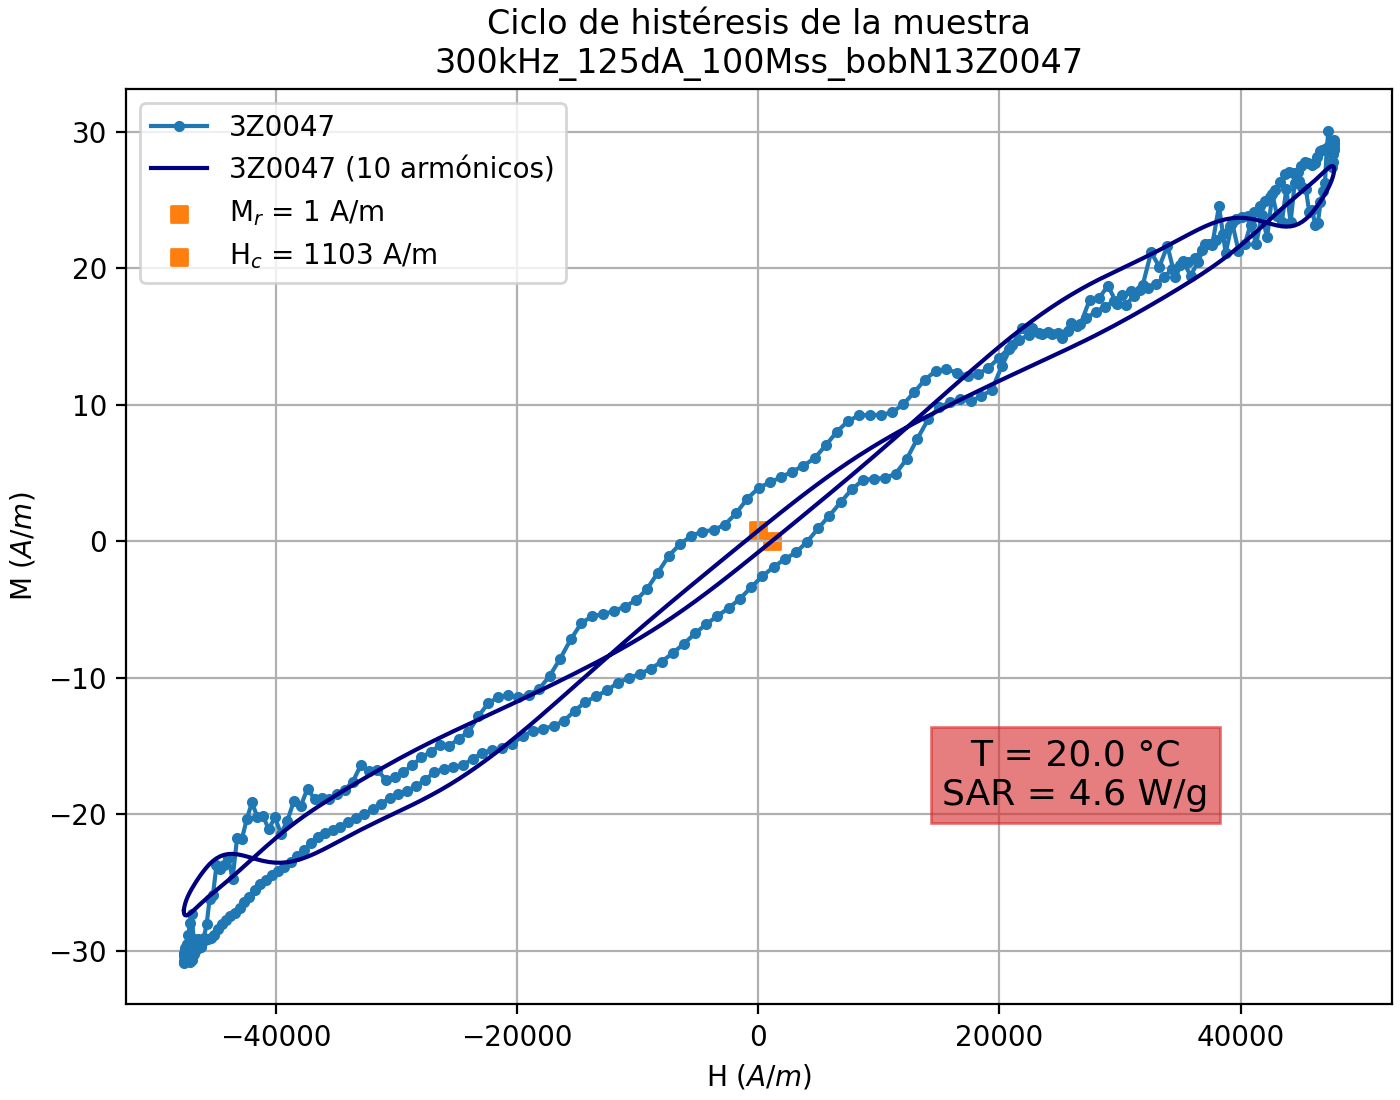 Ciclo de histéresis de la muestra
300kHz_125dA_100Mss_bobN13Z0047
3Z0047
3Z0047 (10 armónicos)
Mr = 1 A/m
Hc = 1103 A/m
30
20
10
0
−10
−20
−30
M (A/m)
T = 20.0 °C
SAR = 4.6 W/g
−40000
−20000
0
20000
40000
H (A/m)